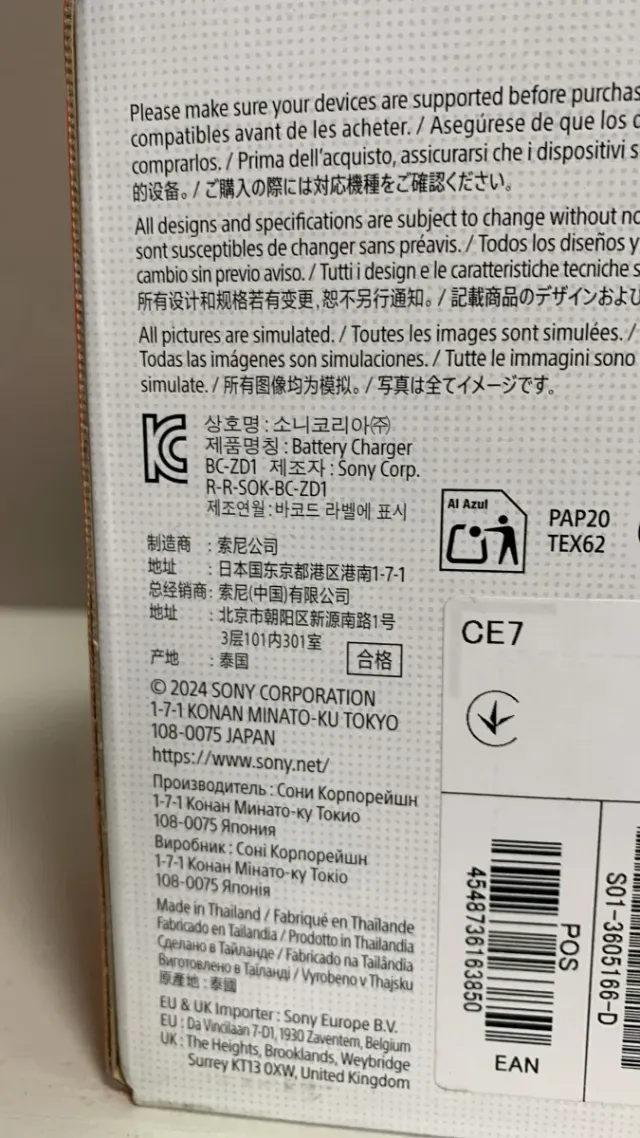 Please make sure your devices are supported before purchas
compatibles avant de les acheter. / Asegúrese de que los d
comprarlos. / Prima dell'acquisto, assicurarsi che i dispositivi s
的设备。/ ご購入の際には対応機種をご確認ください。
All designs and specifications are subject to change without no
sont susceptibles de changer sans préavis. / Todos los diseños y
cambio sin previo aviso. / Tutti i design e le caratteristiche tecniche s
所有设计和规格若有变更,恕不另行通知。/ 記載商品のデザインおよび
All pictures are simulated. / Toutes les images sont simulées. /
Todas las imágenes son simulaciones. / Tutte le immagini sono
simulate. / 所有图像均为模拟。/ 写真は全てイメージです。
상호명 : 소니코리아㈜
제품명칭 : Battery Charger
BC-ZD1 제조자 : Sony Corp.
R-R-SOK-BC-ZD1
제조연월 : 바코드 라벨에 표시
Al Azul
PAP20
TEX62
制造商 : 索尼公司
地址 : 日本国东京都港区港南1-7-1
总经销商: 索尼(中国)有限公司
地址 : 北京市朝阳区新源南路1号
3层101内301室
产地 : 泰国
合格
CE7
© 2024 SONY CORPORATION
1-7-1 KONAN MINATO-KU TOKYO
108-0075 JAPAN
https://www.sony.net/
Производитель : Сони Корпорейшн
1-7-1 Конан Минато-ку Токио
108-0075 Япония
Виробник : Соні Корпорейшн
1-7-1 Конан Мінато-ку Токіо
108-0075 Японія
Made in Thailand / Fabriqué en Thaïlande
Fabricado en Tailandia / Prodotto in Thailandia
Сделано в Тайланде / Fabricado na Tailândia
Виготовлено в Таїланді / Vyrobeno v Thajsku
原產地 : 泰國
EU & UK Importer : Sony Europe B.V.
EU : Da Vincilaan 7-D1, 1930 Zaventem, Belgium
UK : The Heights, Brooklands, Weybridge
Surrey KT13 0XW, United Kingdom
4548736163850
POS
EAN
S01-3605166-D